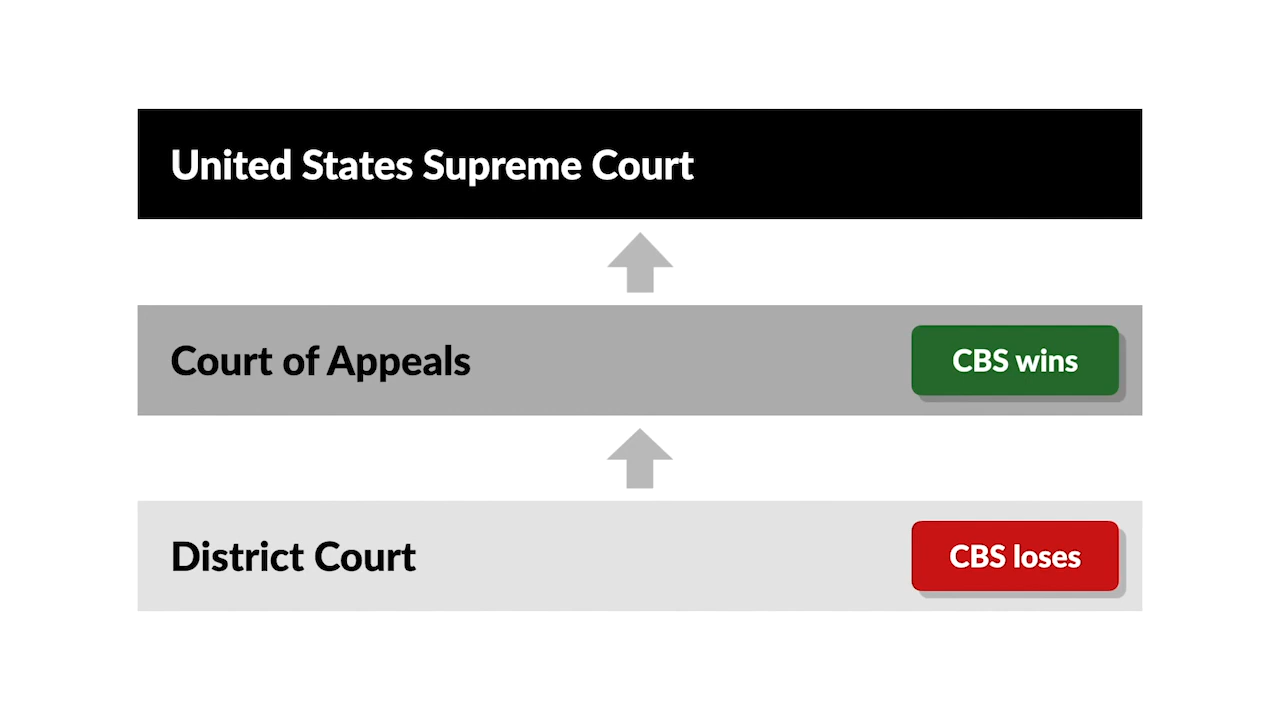 United States Supreme Court
Court of Appeals
CBS wins
District Court
CBS loses